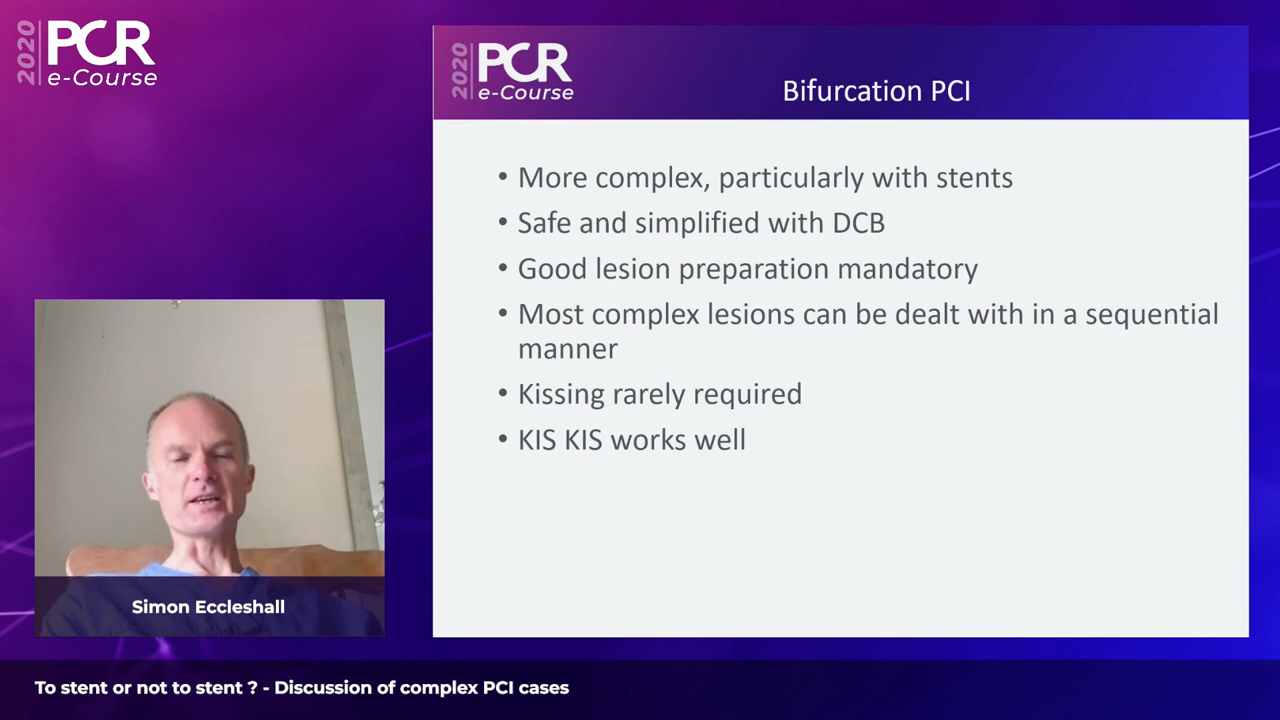 2020
PCR
e-Course
2020
PCR
e-Course
Bifurcation PCI
• More complex, particularly with stents
• Safe and simplified with DCB
• Good lesion preparation mandatory
• Most complex lesions can be dealt with in a sequential
manner
• Kissing rarely required
• KIS KIS works well
Simon Eccleshall
To stent or not to stent ? - Discussion of complex PCI cases